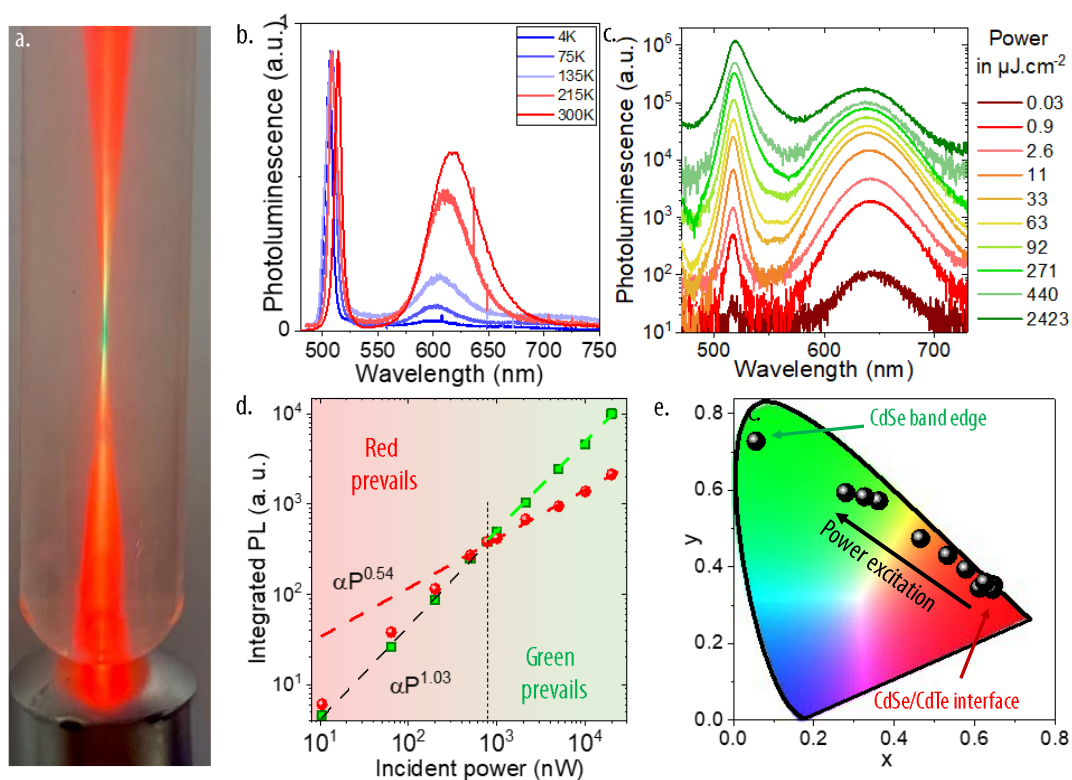 a.
b.
1
0
Photoluminescence (a.u.)
4K
75K
135K
215K
300K
500 550 600 650 700 750
Wavelength (nm)
c.
10^6
10^5
10^4
10^3
10^2
10^1
Photoluminescence (a.u.)
500 600 700
Wavelength (nm)
Power
in µJ.cm^-2
0.03
0.9
2.6
11
33
63
92
271
440
2423
d.
10^4
10^3
10^2
10^1
Integrated PL (a. u.)
Red
prevails
αP^0.54
αP^1.03
Green
prevails
10^1 10^2 10^3 10^4
Incident power (nW)
e.
c.
0.8
0.6
0.4
0.2
0.0
y
CdSe band edge
Power excitation
CdSe/CdTe interface
0.0 0.2 0.4 0.6 0.8
x